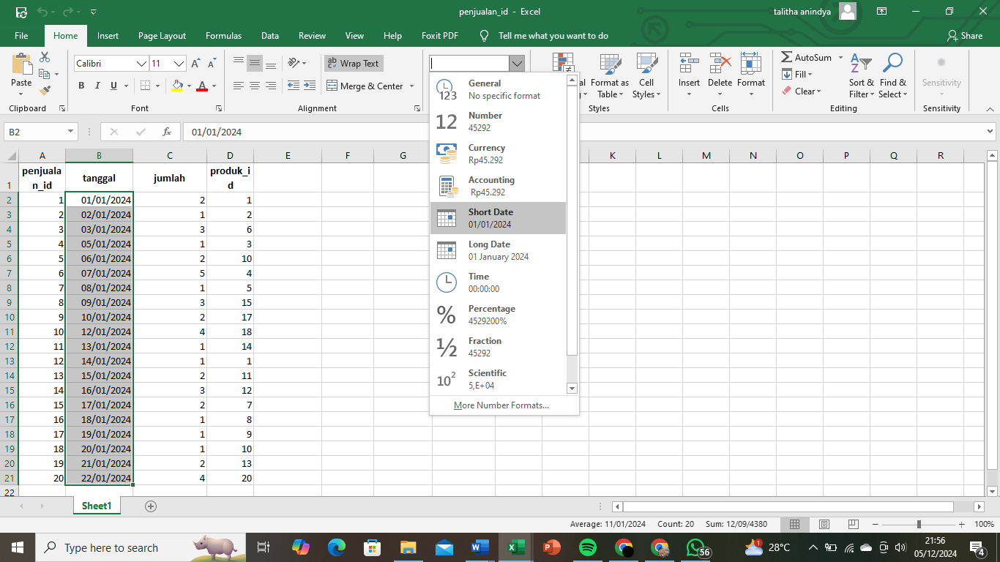 penjualan_id - Excel
talitha anindya
File Home Insert Page Layout Formulas Data Review View Help Foxit PDF Tell me what you want to do Share
Paste
Clipboard
Calibri 11
B I U
Font
Wrap Text
Merge & Center
Alignment
Format as Table
Cell Styles
Styles
Insert Delete Format
Cells
AutoSum
Fill
Clear
Sort & Filter
Find & Select
Editing
Sensitivity
Sensitivity
General
No specific format
Number
45292
Currency
Rp45.292
Accounting
Rp45.292
Short Date
01/01/2024
Long Date
01 January 2024
Time
00:00:00
Percentage
4529200%
Fraction
45292
Scientific
5,E+04
More Number Formats...
B2 fx 01/01/2024
A B C D E F G K L M N O P Q R
1 penjuala n_id tanggal jumlah produk_i d
2 1 01/01/2024 2 1
3 2 02/01/2024 1 2
4 3 03/01/2024 3 6
5 4 05/01/2024 1 3
6 5 06/01/2024 2 10
7 6 07/01/2024 5 4
8 7 08/01/2024 1 5
9 8 09/01/2024 3 15
10 9 10/01/2024 2 17
11 10 12/01/2024 4 18
12 11 13/01/2024 1 14
13 12 14/01/2024 1 1
14 13 15/01/2024 2 11
15 14 16/01/2024 3 12
16 15 17/01/2024 2 7
17 16 18/01/2024 1 8
18 17 19/01/2024 1 9
19 18 20/01/2024 1 10
20 19 21/01/2024 2 13
21 20 22/01/2024 4 20
22
Sheet1
Average: 11/01/2024 Count: 20 Sum: 12/09/4380 100%
Type here to search
56
1
28°C
21:56
05/12/2024
4